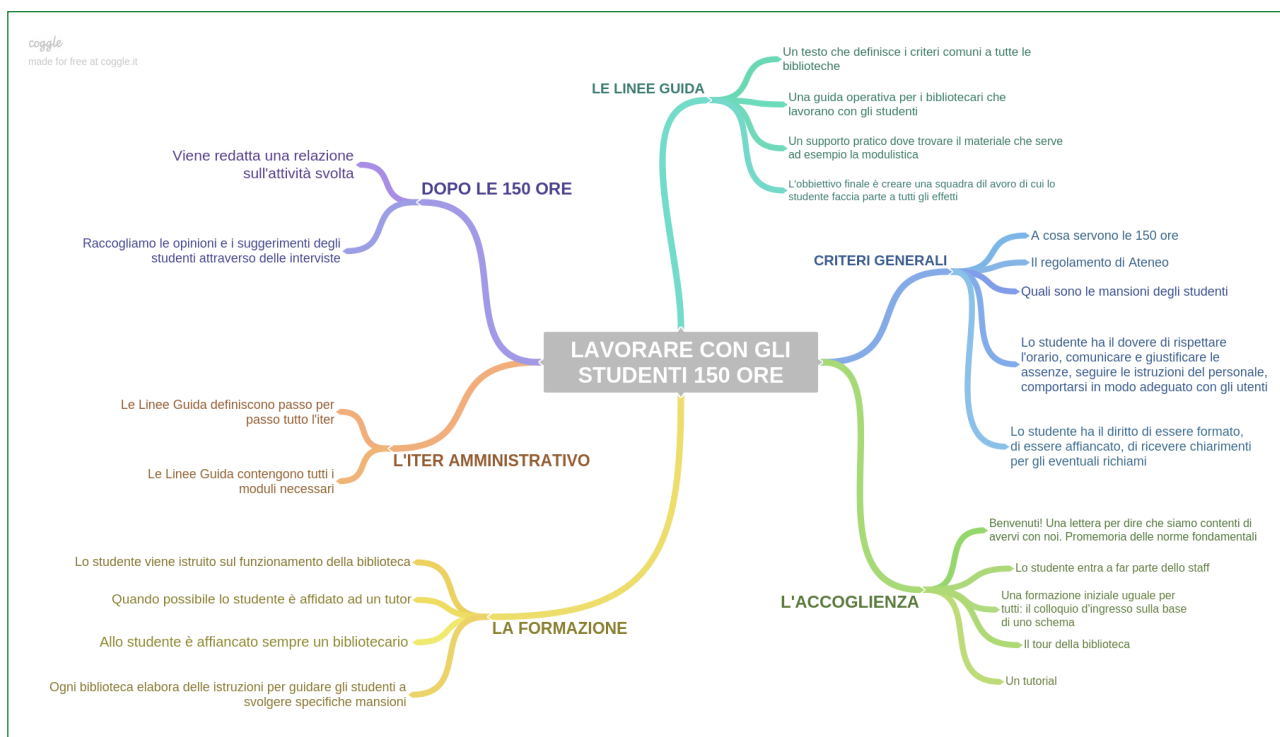 coggle
made for free at coggle.it
LE LINEE GUIDA
Un testo che definisce i criteri comuni a tutte le
biblioteche
Una guida operativa per i bibliotecari che
lavorano con gli studenti
Un supporto pratico dove trovare il materiale che serve
ad esempio la modulistica
L'obbiettivo finale è creare una squadra dil avoro di cui lo
studente faccia parte a tutti gli effetti
DOPO LE 150 ORE
Viene redatta una relazione
sull'attività svolta
Raccogliamo le opinioni e i suggerimenti degli
studenti attraverso delle interviste
CRITERI GENERALI
A cosa servono le 150 ore
Il regolamento di Ateneo
Quali sono le mansioni degli studenti
Lo studente ha il dovere di rispettare
l'orario, comunicare e giustificare le
assenze, seguire le istruzioni del personale,
comportarsi in modo adeguato con gli utenti
Lo studente ha il diritto di essere formato,
di essere affiancato, di ricevere chiarimenti
per gli eventuali richiami
LAVORARE CON GLI
STUDENTI 150 ORE
L'ITER AMMINISTRATIVO
Le Linee Guida definiscono passo per
passo tutto l'iter
Le Linee Guida contengono tutti i
moduli necessari
L'ACCOGLIENZA
Benvenuti! Una lettera per dire che siamo contenti di
avervi con noi. Promemoria delle norme fondamentali
Lo studente entra a far parte dello staff
Una formazione iniziale uguale per
tutti: il colloquio d'ingresso sulla base
di uno schema
Il tour della biblioteca
Un tutorial
LA FORMAZIONE
Lo studente viene istruito sul funzionamento della biblioteca
Quando possibile lo studente è affidato ad un tutor
Allo studente è affiancato sempre un bibliotecario
Ogni biblioteca elabora delle istruzioni per guidare gli studenti a
svolgere specifiche mansioni